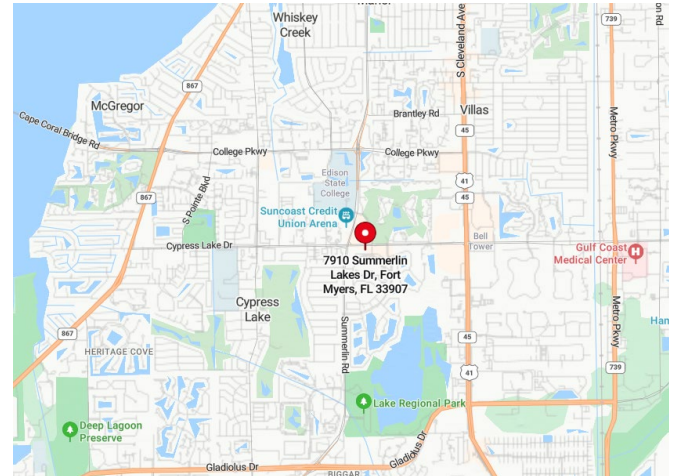 Whiskey
Creek
S Cleveland Ave
739
867
McGregor
Brantley Rd
Villas
Cape Coral Bridge Rd
45
Metro Pkwy
College Pkwy
College Pkwy
Edison
State
College
41
867
S Pointe Blvd
Suncoast Credit
Union Arena
Bell
Tower
Cypress Lake Dr
Gulf Coast
Medical Center
H
7910 Summerlin
Lakes Dr, Fort
Myers, FL 33907
Cypress
Lake
Summerlin Rd
Metro Pkwy
867
45
HERITAGE COVE
41
739
Lake Regional Park
Deep Lagoon
Preserve
Gladiolus Dr
Gladiolus Dr
BIGGAR